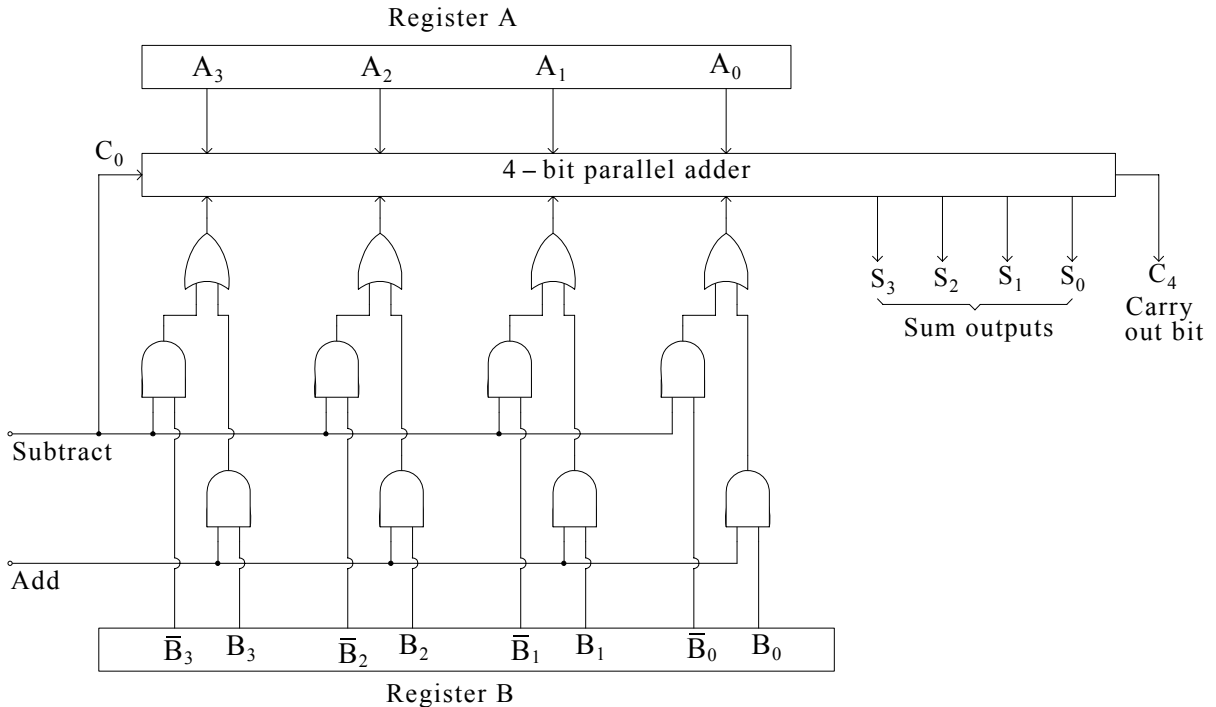 Register A
A₃ A₂ A₁ A₀
C₀
4 – bit parallel adder
S₃ S₂ S₁ S₀
C₄
Sum outputs
Carry
out bit
Subtract
Add
B̅₃ B₃ B̅₂ B₂ B̅₁ B₁ B̅₀ B₀
Register B